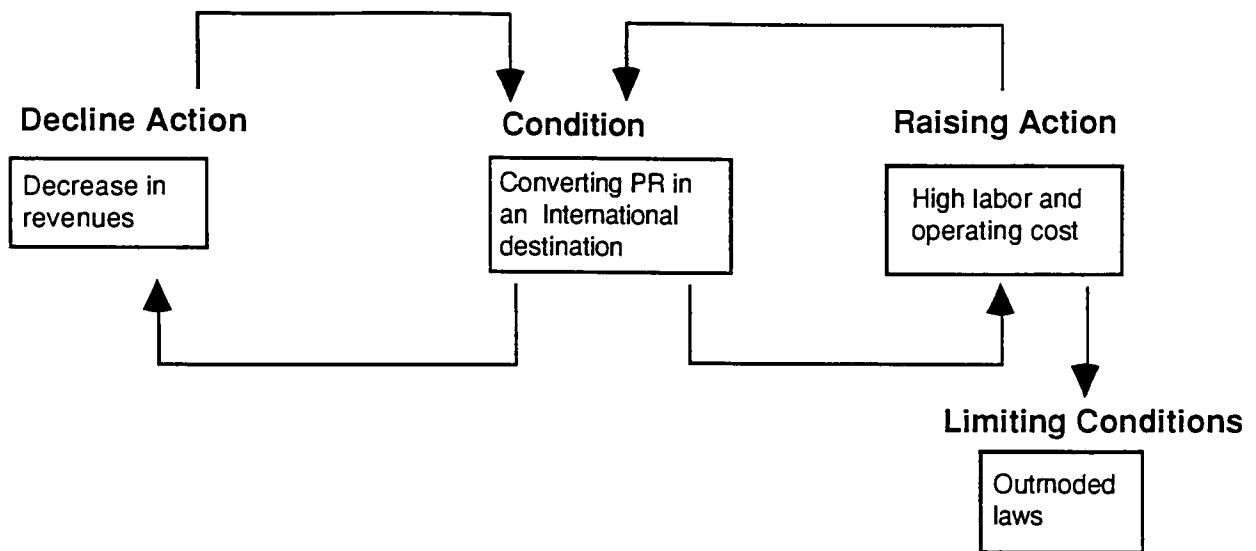 Decline Action
Decrease in
revenues
Condition
Converting PR in
an International
destination
Raising Action
High labor and
operating cost
Limiting Conditions
Outmoded
laws